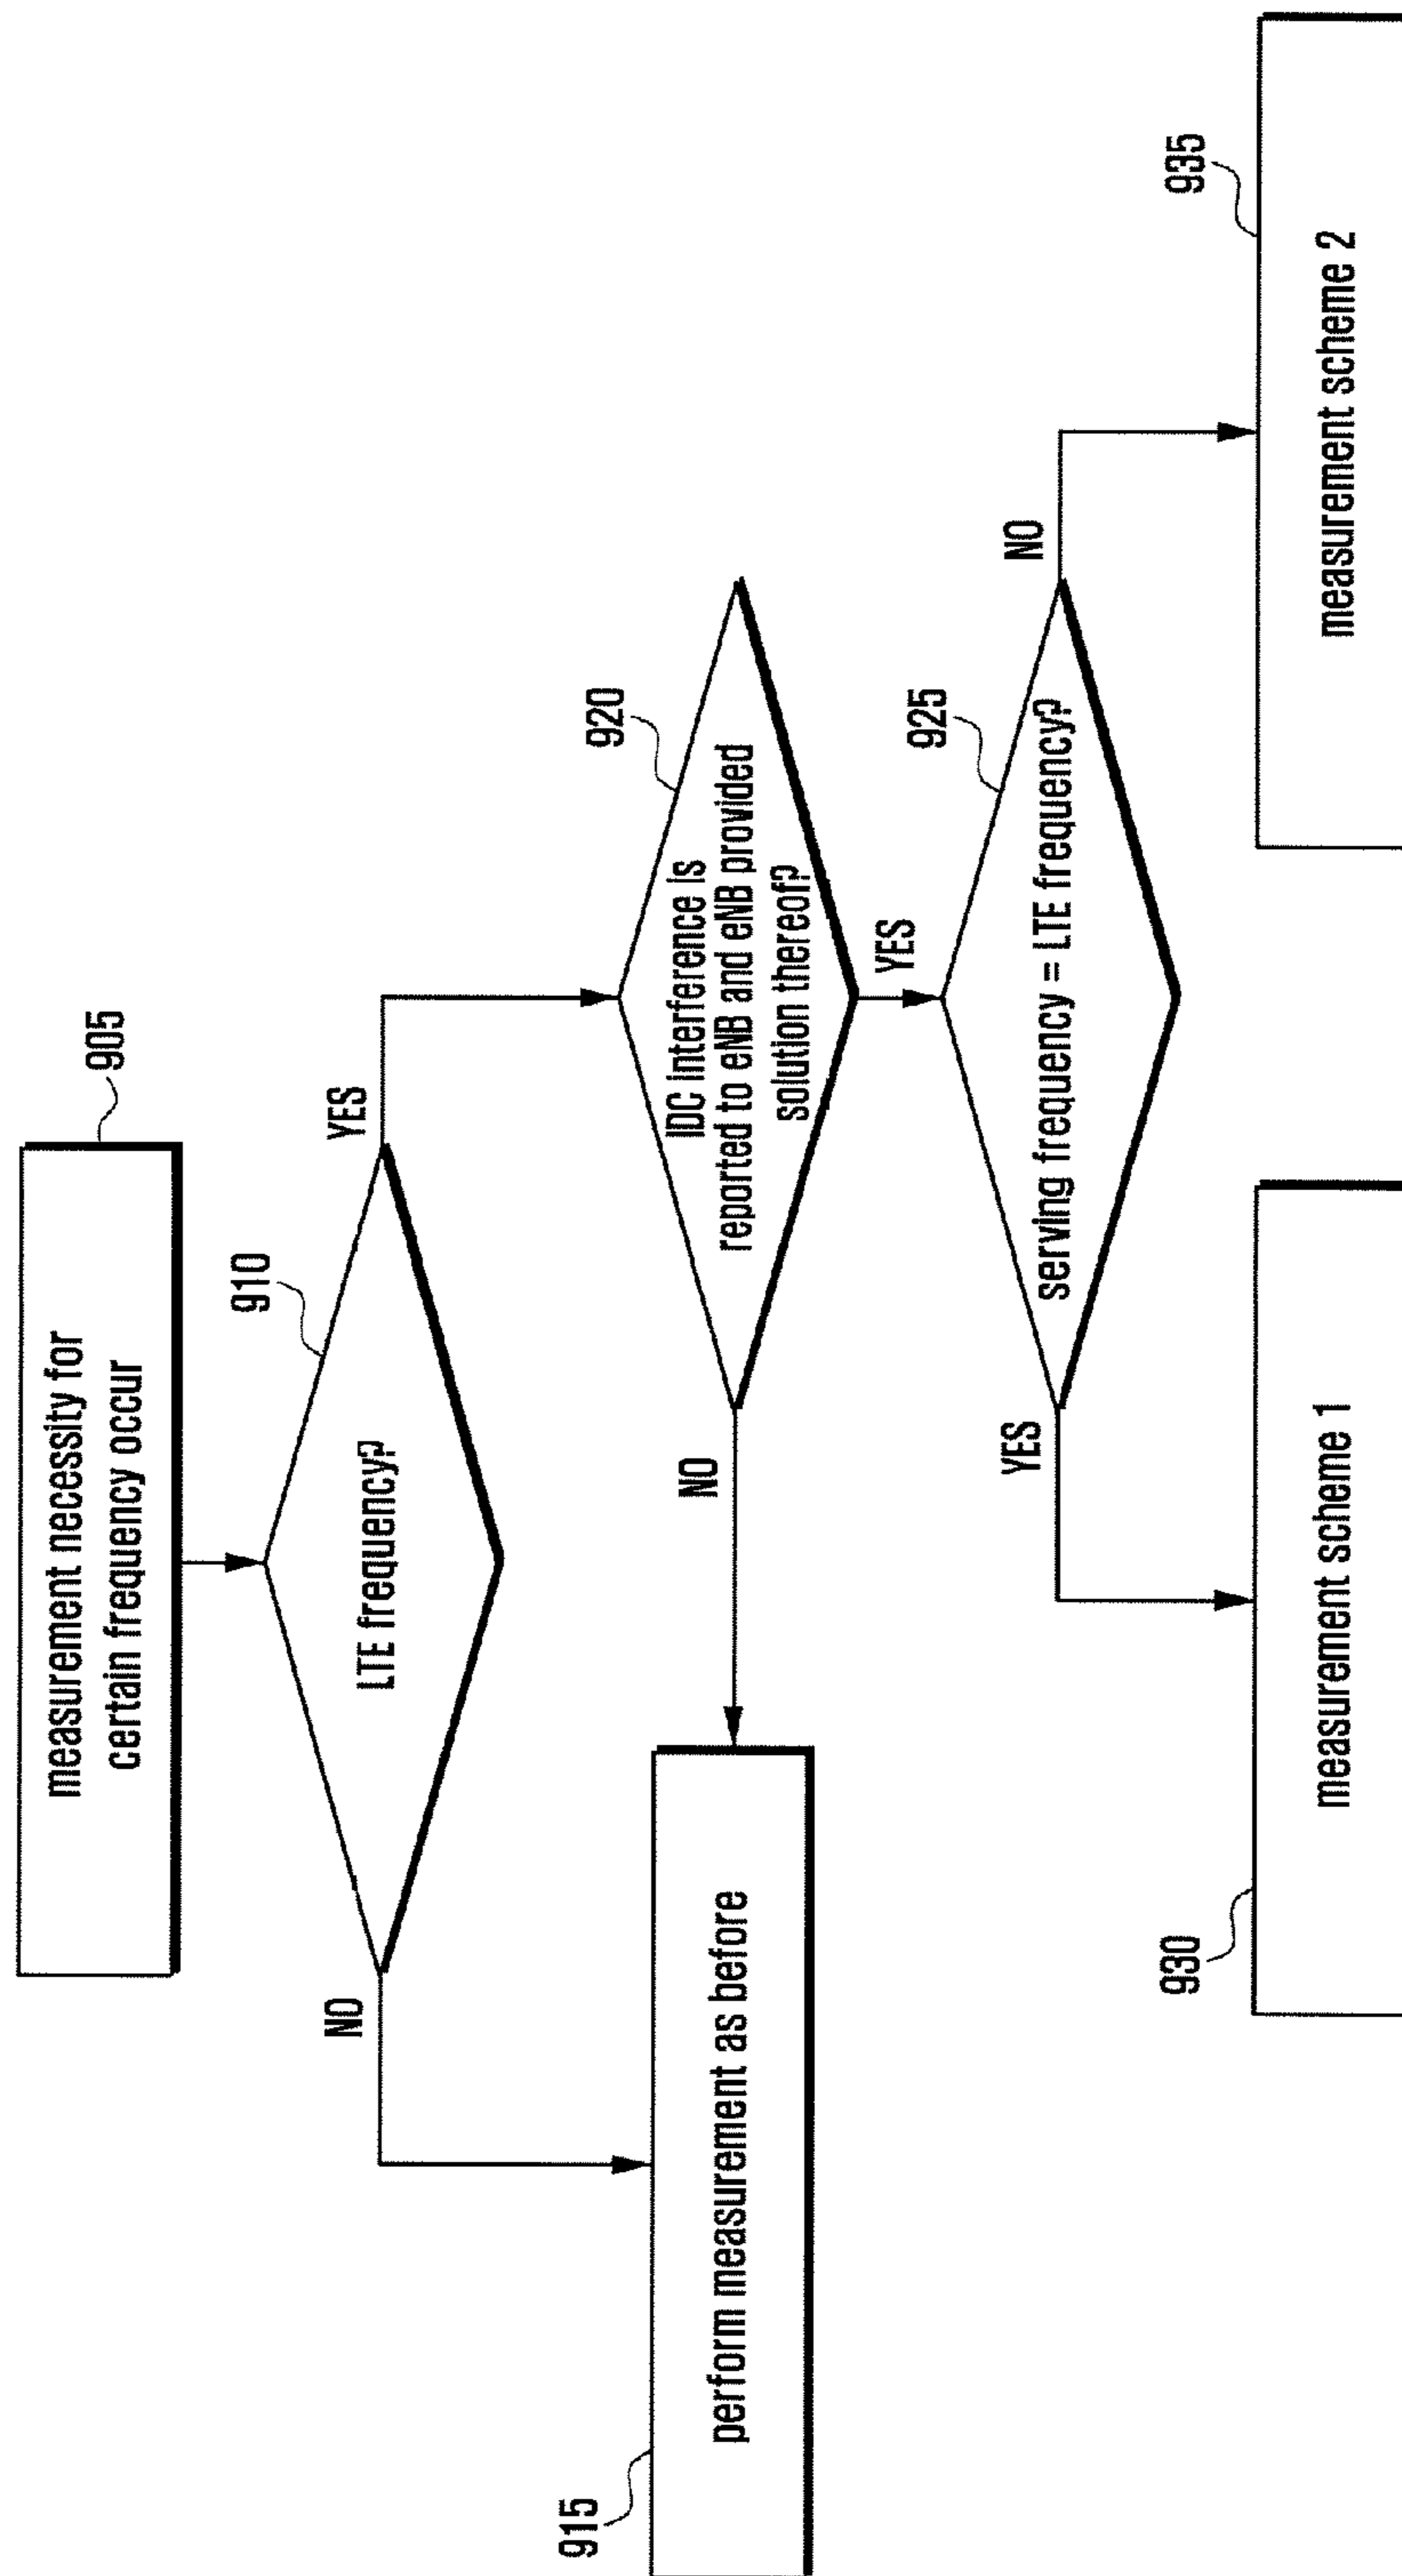 905
measurement necessity for
certain frequency occur
910
LTE frequency?
NO
YES
915
perform measurement as before
920
IDC interference is
reported to eNB and eNB provided
solution thereof?
NO
YES
925
serving frequency = LTE frequency?
YES
NO
930
measurement scheme 1
935
measurement scheme 2